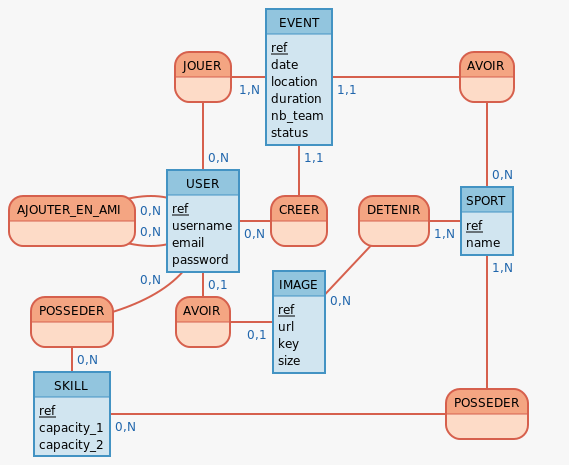 EVENT
ref
date
location
duration
nb_team
status
JOUER
AVOIR
1,N
1,1
1,1
0,N
0,N
USER
ref
username
email
password
AJOUTER_EN_AMI
0,N
0,N
CREER
0,N
DETENIR
1,N
SPORT
ref
name
1,N
0,N
0,1
IMAGE
ref
url
key
size
0,N
POSSEDER
AVOIR
0,1
0,N
SKILL
ref
capacity_1
capacity_2
0,N
POSSEDER